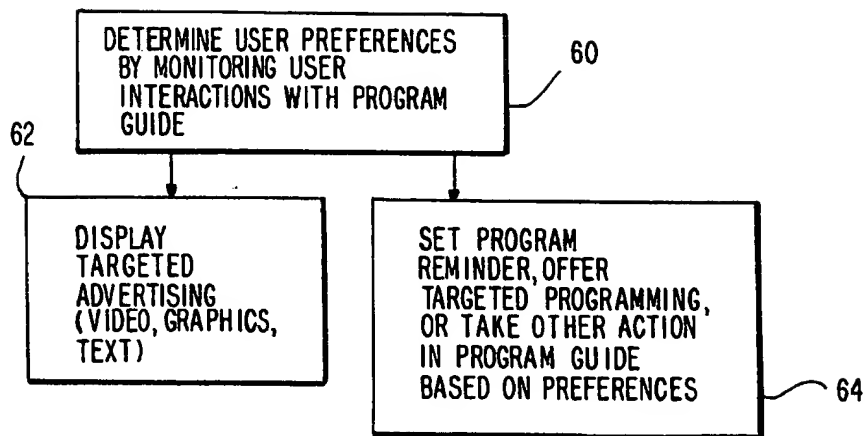 DETERMINE USER PREFERENCES
BY MONITORING USER
INTERACTIONS WITH PROGRAM
GUIDE
60
62
DISPLAY
TARGETED
ADVERTISING
(VIDEO, GRAPHICS,
TEXT)
SET PROGRAM
REMINDER, OFFER
TARGETED PROGRAMMING,
OR TAKE OTHER ACTION
IN PROGRAM GUIDE
BASED ON PREFERENCES
64